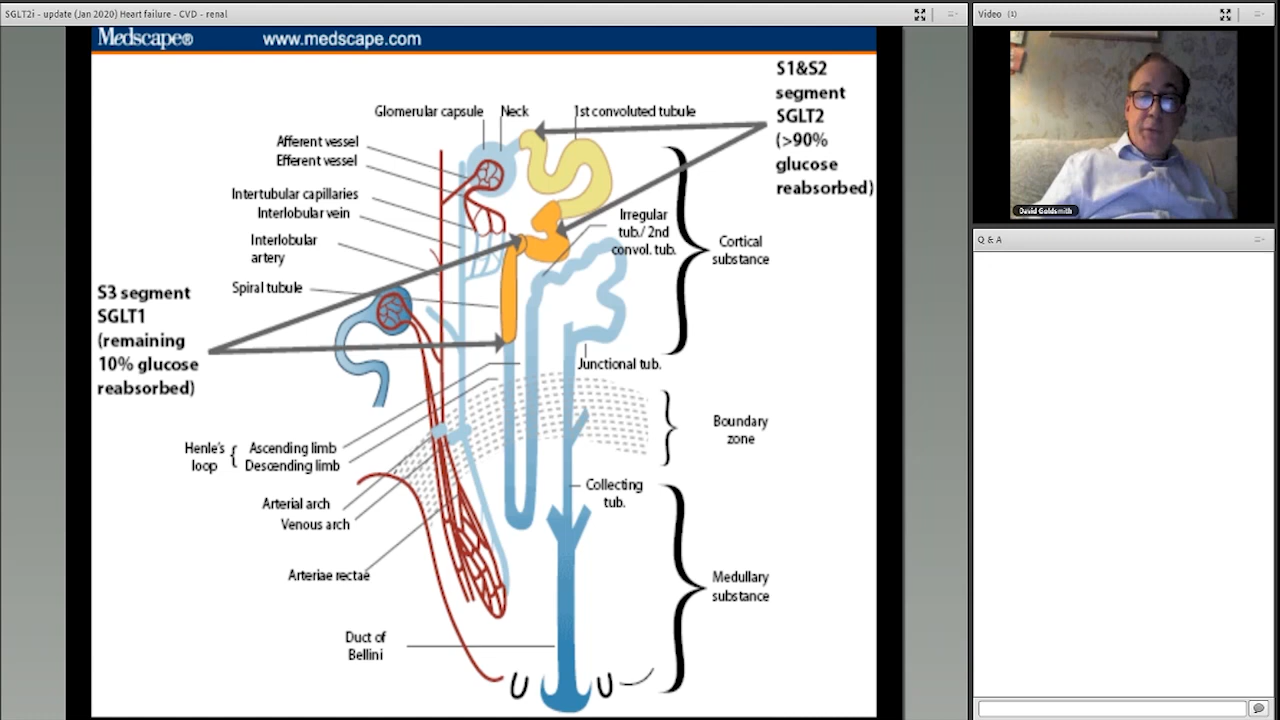 SGLT2i - update (Jan 2020) Heart failure - CVD - renal
Medscape® www.medscape.com
S1&S2
segment
SGLT2
(>90%
glucose
reabsorbed)
Glomerular capsule
Neck
1st convoluted tubule
Afferent vessel
Efferent vessel
Intertubular capillaries
Interlobular vein
Interlobular
artery
Spiral tubule
Irregular
tub./ 2nd
convol. tub.
Cortical
substance
S3 segment
SGLT1
(remaining
10% glucose
reabsorbed)
Junctional tub.
Boundary
zone
Henle's
loop
Ascending limb
Descending limb
Arterial arch
Venous arch
Collecting
tub.
Arteriae rectae
Medullary
substance
Duct of
Bellini
Video (1)
David Goldsmith
Q & A